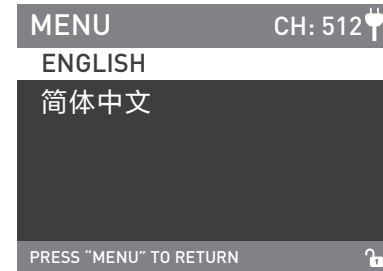 MENU CH: 512
ENGLISH
简体中文
PRESS “MENU” TO RETURN